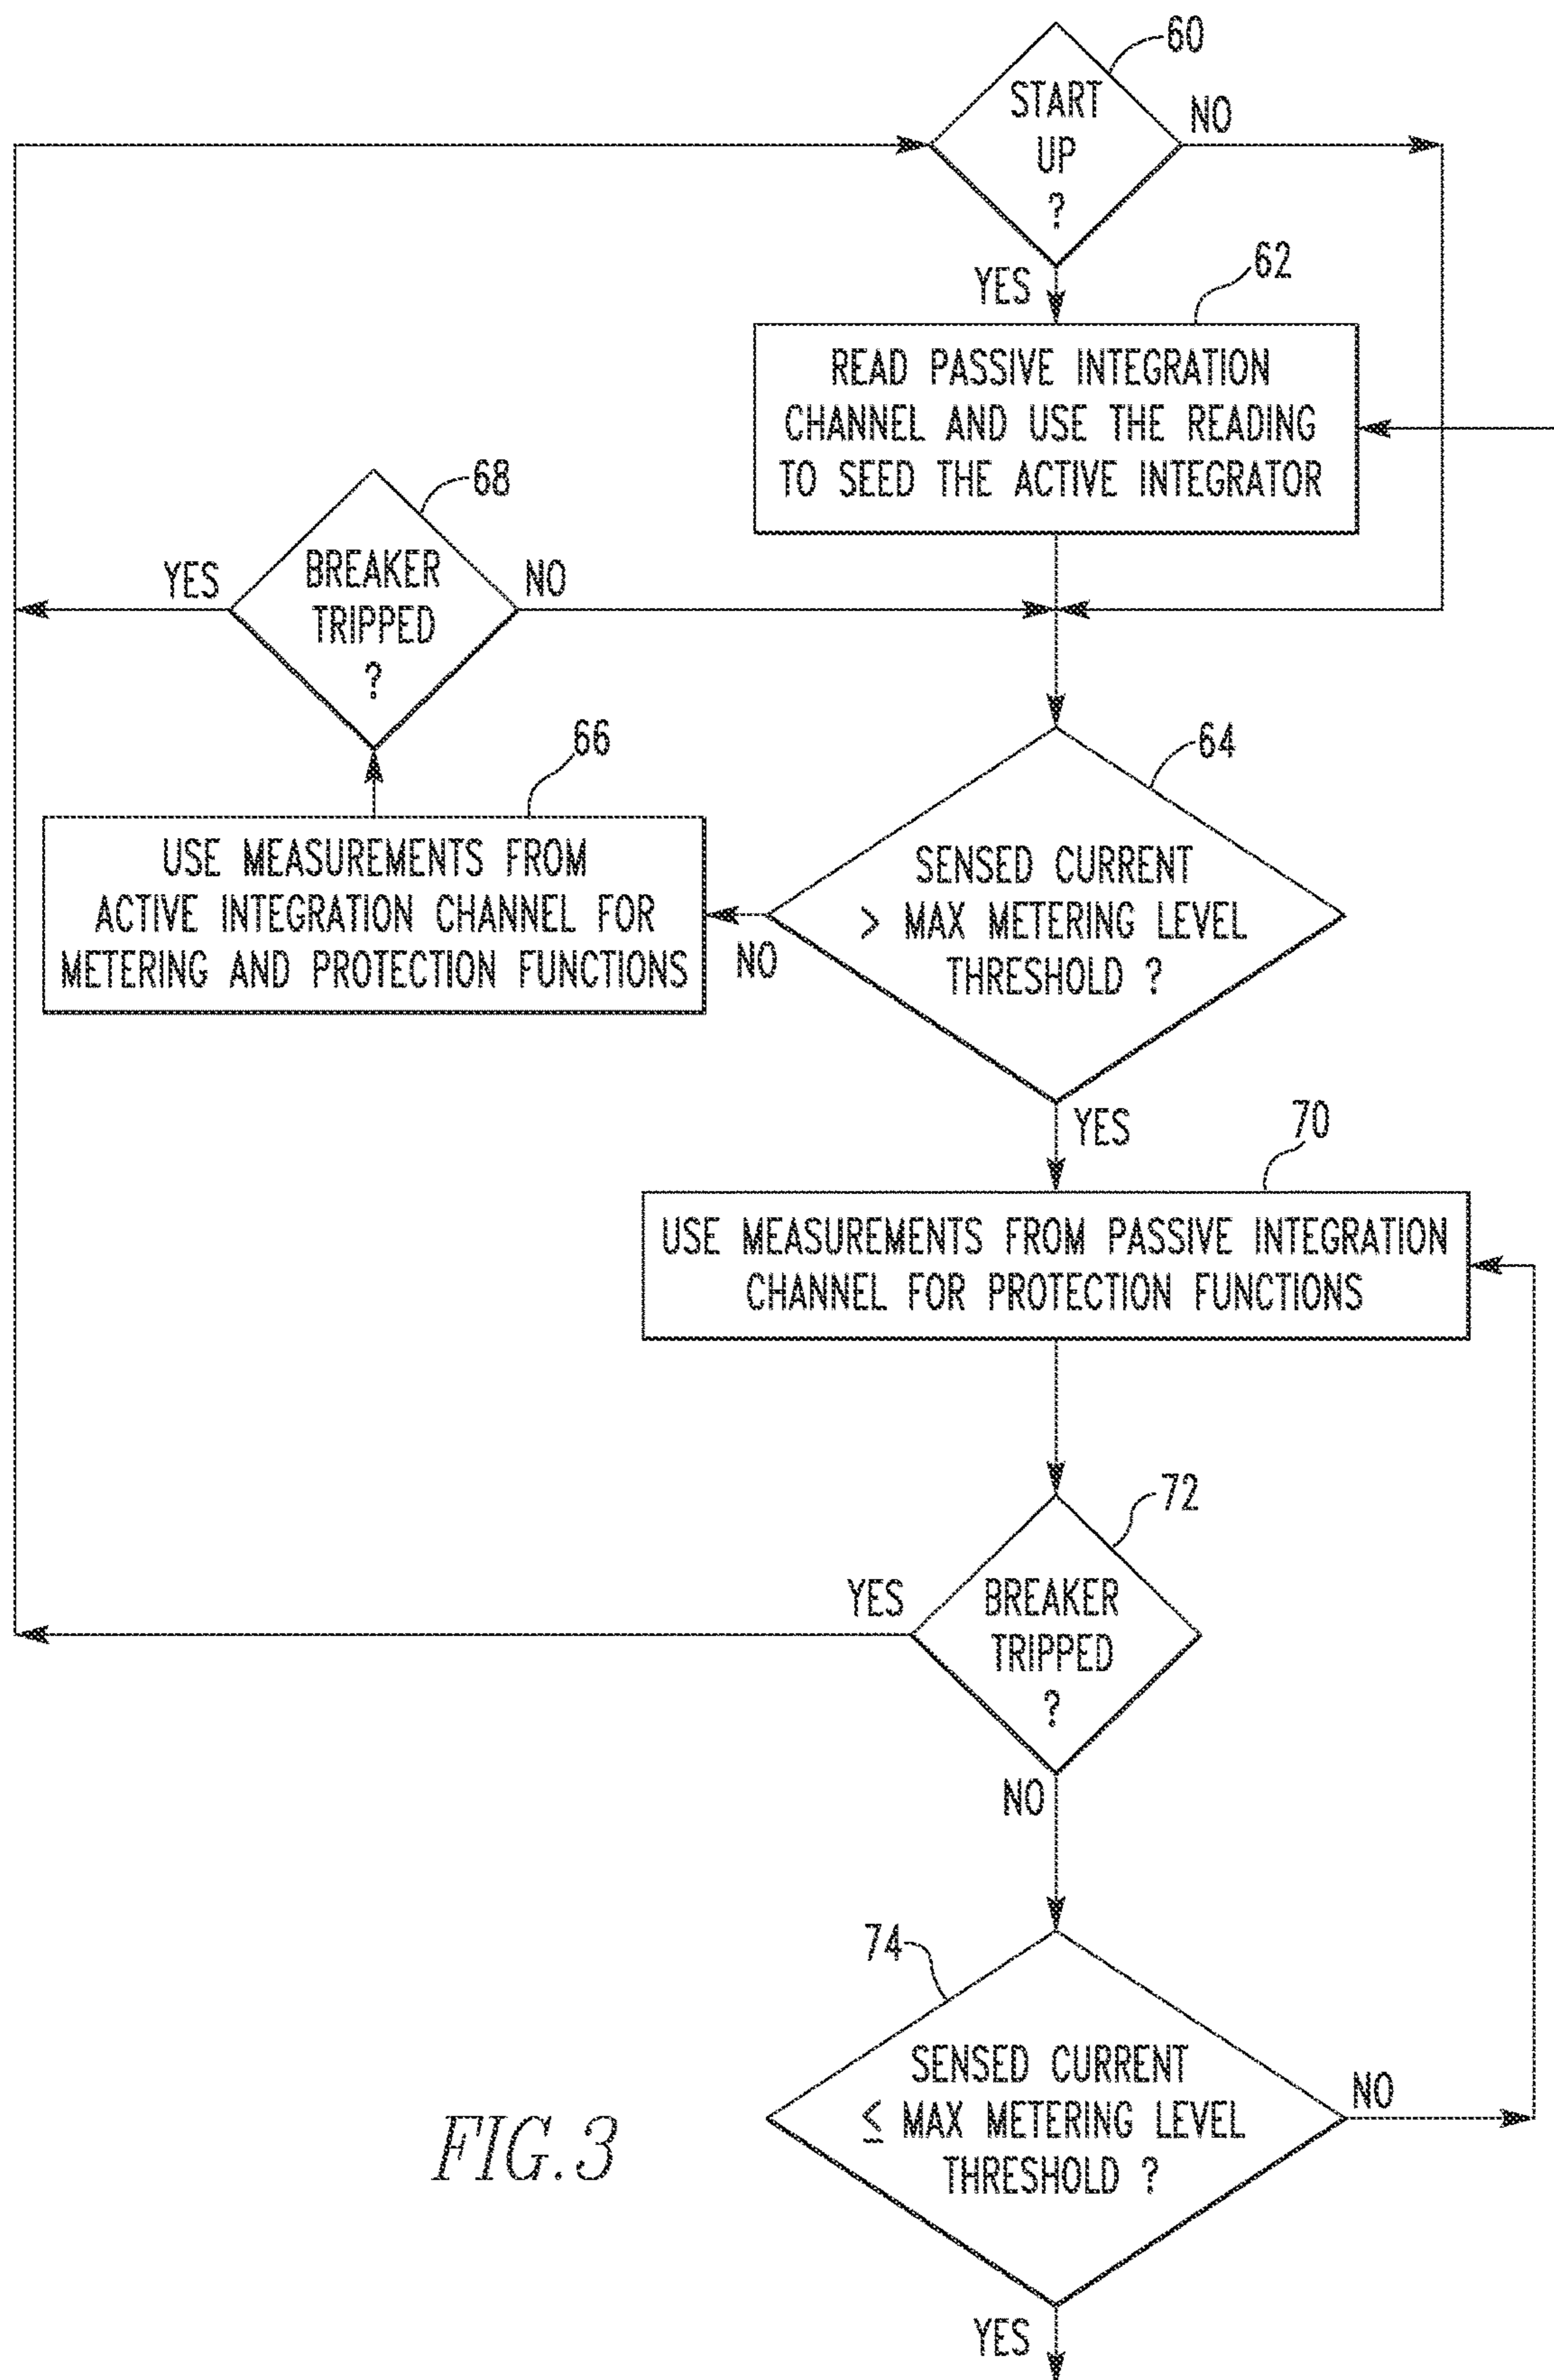 60
START
UP
?
NO
YES
62
READ PASSIVE INTEGRATION
CHANNEL AND USE THE READING
TO SEED THE ACTIVE INTEGRATOR
68
BREAKER
TRIPPED
?
YES
NO
66
USE MEASUREMENTS FROM
ACTIVE INTEGRATION CHANNEL FOR
METERING AND PROTECTION FUNCTIONS
64
SENSED CURRENT
> MAX METERING LEVEL
THRESHOLD ?
NO
YES
70
USE MEASUREMENTS FROM PASSIVE INTEGRATION
CHANNEL FOR PROTECTION FUNCTIONS
72
BREAKER
TRIPPED
?
YES
NO
74
SENSED CURRENT
≤ MAX METERING LEVEL
THRESHOLD ?
NO
YES
FIG.3